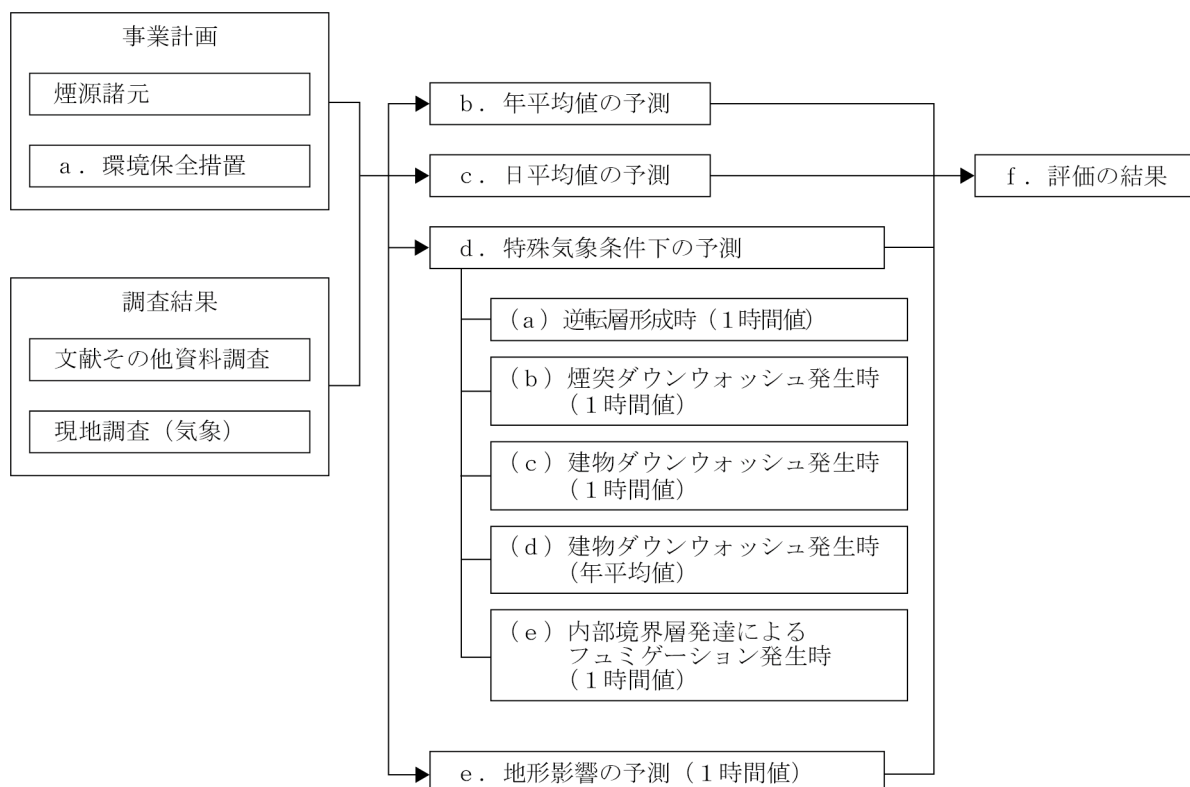 事業計画
煙源諸元
ａ．環境保全措置
調査結果
文献その他資料調査
現地調査（気象）
ｂ．年平均値の予測
ｃ．日平均値の予測
ｄ．特殊気象条件下の予測
（ａ）逆転層形成時（１時間値）
（ｂ）煙突ダウンウォッシュ発生時
（１時間値）
（ｃ）建物ダウンウォッシュ発生時
（１時間値）
（ｄ）建物ダウンウォッシュ発生時
（年平均値）
（ｅ）内部境界層発達による
フュミゲーション発生時
（１時間値）
ｅ．地形影響の予測（１時間値）
ｆ．評価の結果